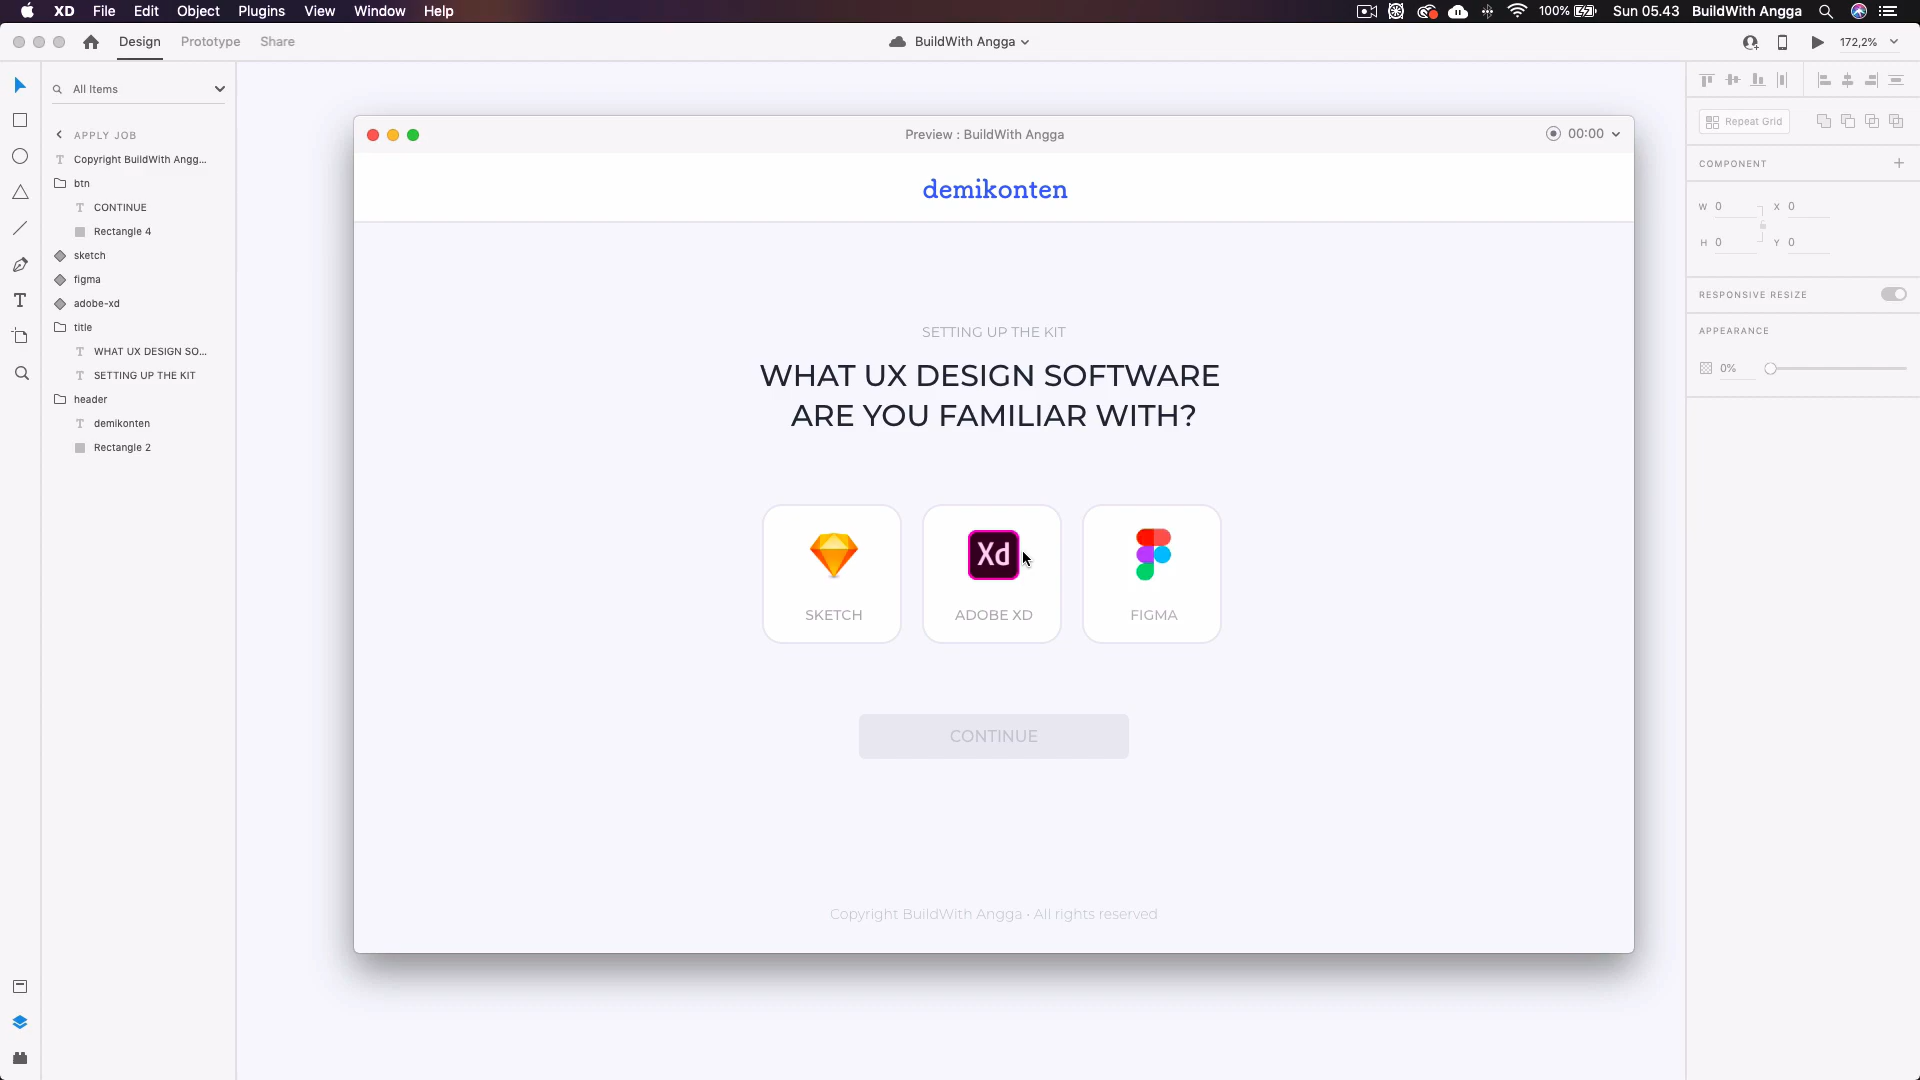 XD File Edit Object Plugins View Window Help
100% Sun 05.43 BuildWith Angga
Design Prototype Share
BuildWith Angga
172,2%
All Items
APPLY JOB
Copyright BuildWith Angg...
btn
CONTINUE
Rectangle 4
sketch
figma
adobe-xd
title
WHAT UX DESIGN SO...
SETTING UP THE KIT
header
demikonten
Rectangle 2
Preview : BuildWith Angga
00:00
demikonten
SETTING UP THE KIT
WHAT UX DESIGN SOFTWARE
ARE YOU FAMILIAR WITH?
Xd
SKETCH ADOBE XD FIGMA
CONTINUE
Copyright BuildWith Angga • All rights reserved
Repeat Grid
COMPONENT
W 0 X 0
H 0 Y 0
RESPONSIVE RESIZE
APPEARANCE
0%